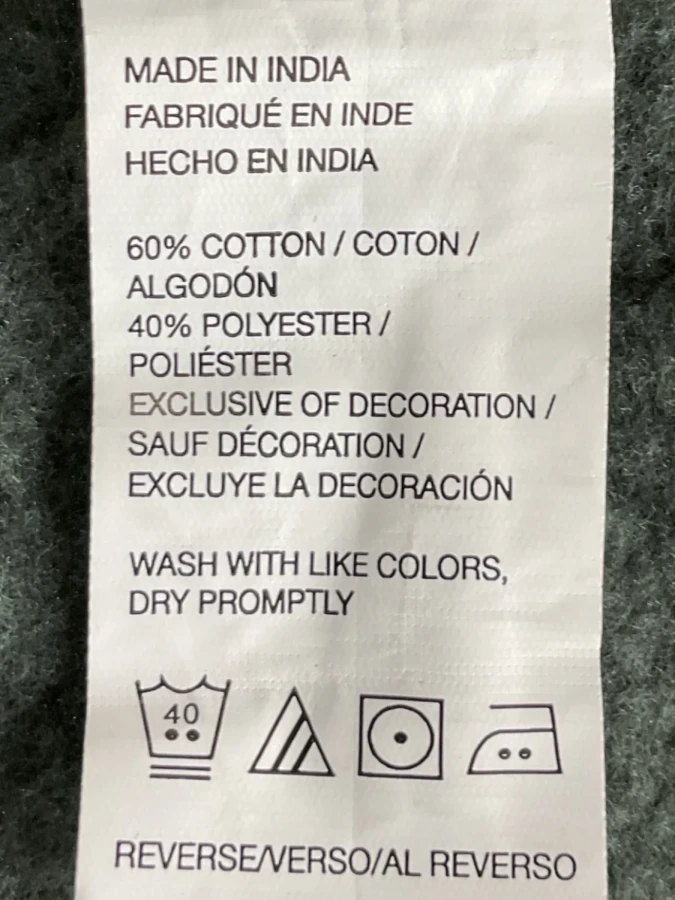 MADE IN INDIA
FABRIQUÉ EN INDE
HECHO EN INDIA
60% COTTON / COTON /
ALGODÓN
40% POLYESTER /
POLIÉSTER
EXCLUSIVE OF DECORATION /
SAUF DÉCORATION /
EXCLUYE LA DECORACIÓN
WASH WITH LIKE COLORS,
DRY PROMPTLY
40
REVERSE/VERSO/AL REVERSO